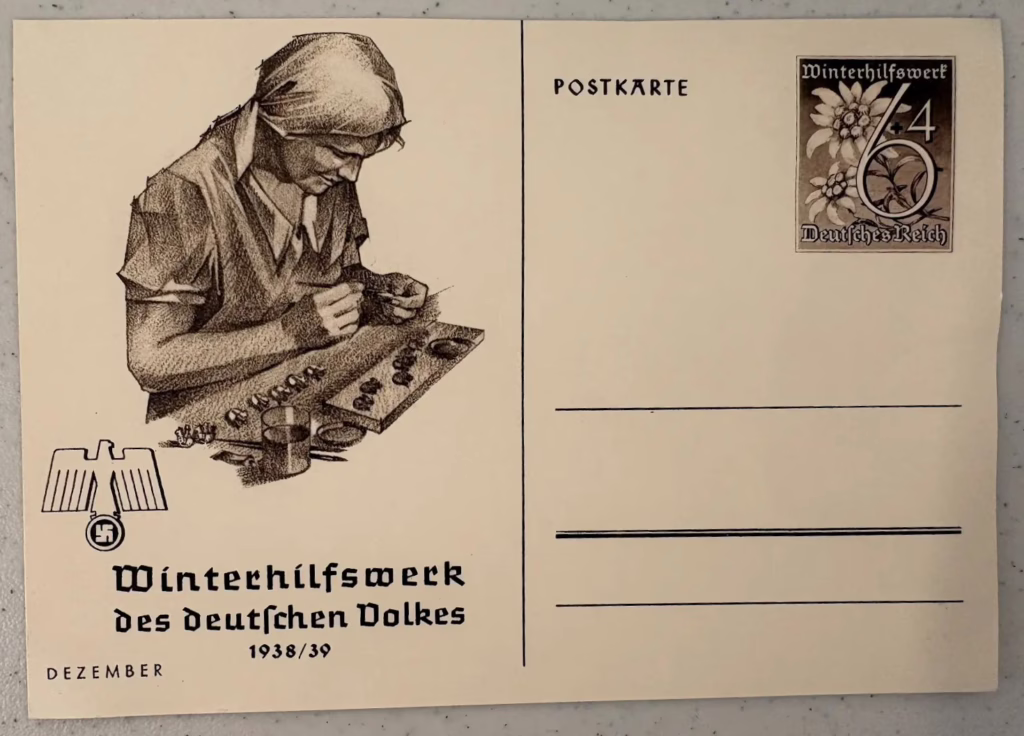 Winterhilfswerk
des deutſchen Volkes
1938/39
DEZEMBER
POSTKARTE
Winterhilfswerk
6+4
Deutſches Reich